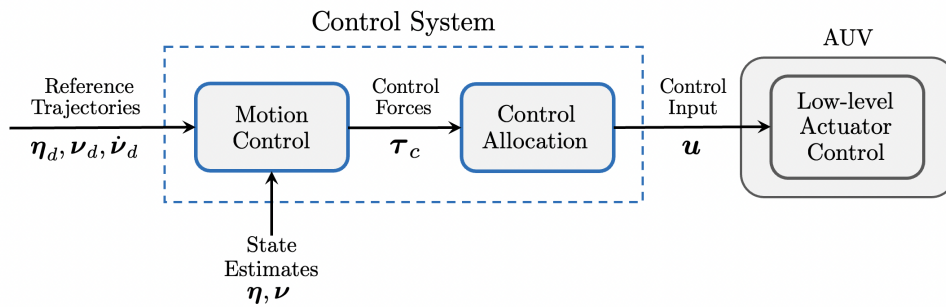 Control System
AUV
Reference
Trajectories
η_d, ν_d, ν̇_d
Motion
Control
Control
Forces
τ_c
Control
Allocation
Control
Input
u
Low-level
Actuator
Control
State
Estimates
η, ν